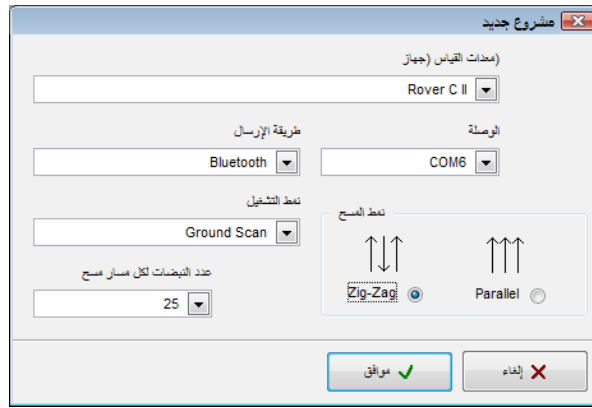 مشروع جديد
(معدات القياس (جهاز
Rover C II
الوصلة
طريقة الإرسال
COM6
Bluetooth
نمط التشغيل
Ground Scan
نمط المسح
Parallel
Zig-Zag
عدد النبضات لكل مسار مسح
25
إلغاء
موافق